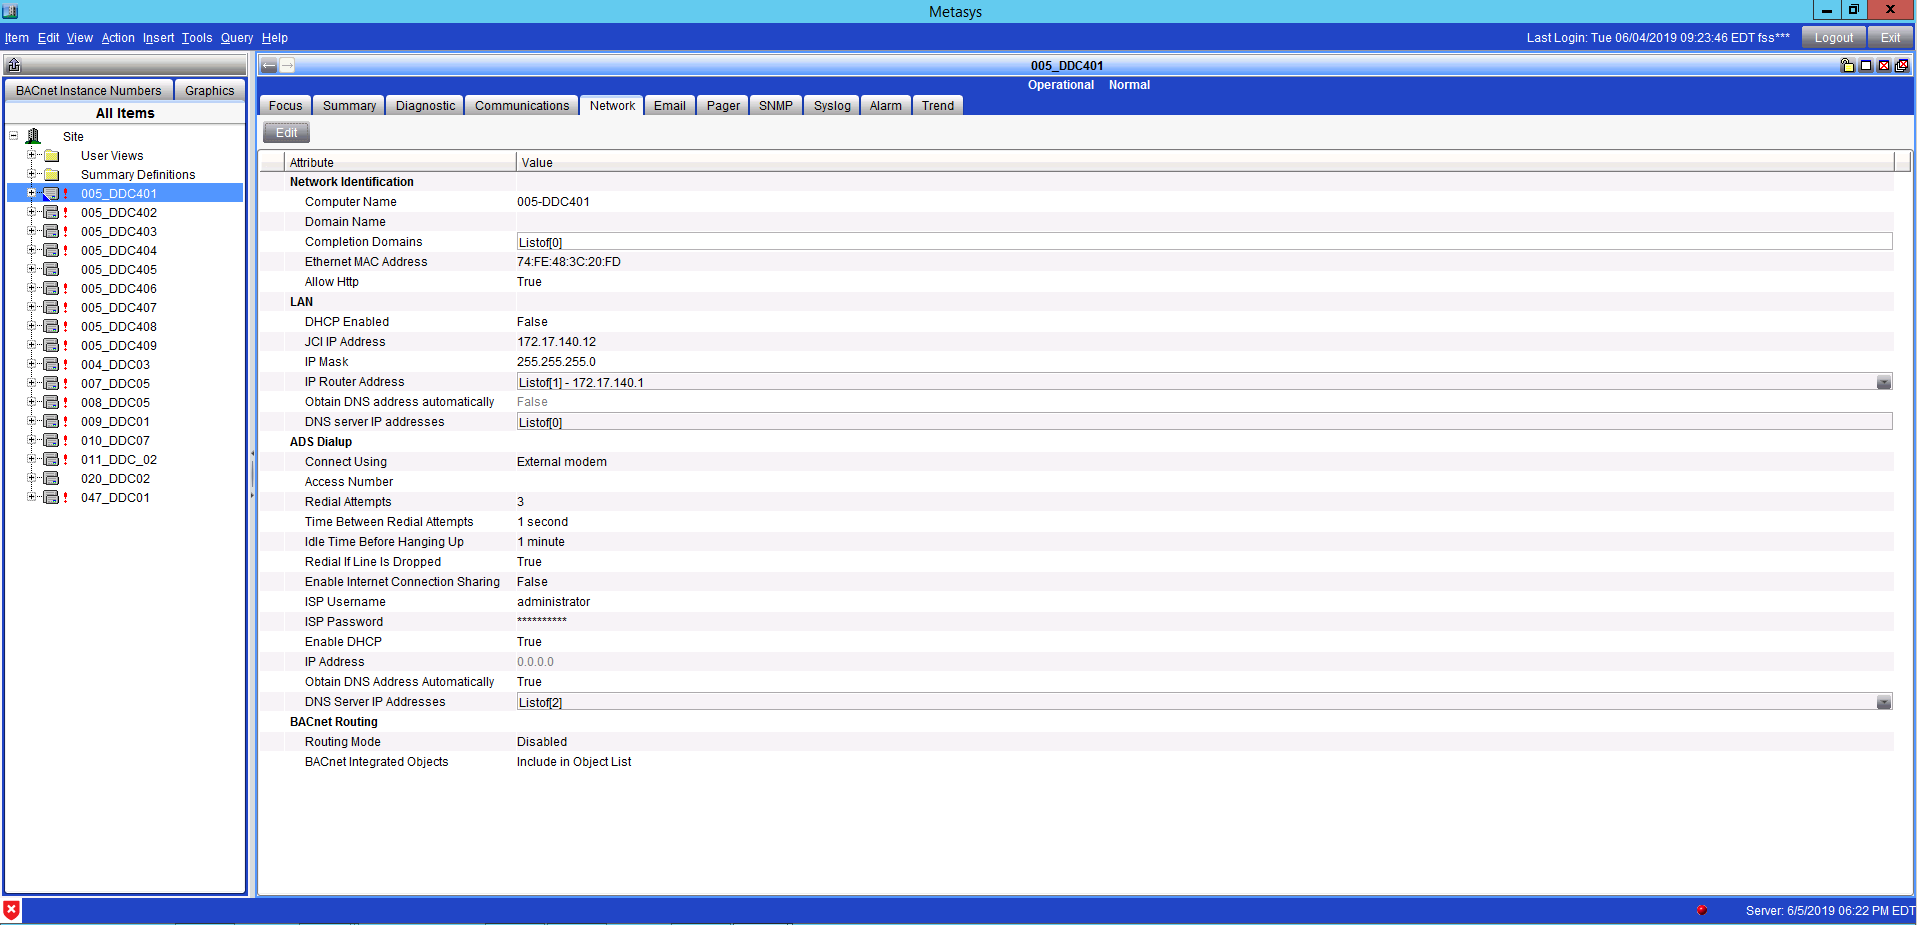 Metasys
Item Edit View Action Insert Tools Query Help
Last Login: Tue 06/04/2019 09:23:46 EDT fss***
Logout
Exit
BACnet Instance Numbers
Graphics
All Items
Site
User Views
Summary Definitions
005_DDC401
005_DDC402
005_DDC403
005_DDC404
005_DDC405
005_DDC406
005_DDC407
005_DDC408
005_DDC409
004_DDC03
007_DDC05
008_DDC05
009_DDC01
010_DDC07
011_DDC_02
020_DDC02
047_DDC01
005_DDC401
Operational Normal
Focus Summary Diagnostic Communications Network Email Pager SNMP Syslog Alarm Trend
Edit
Attribute Value
Network Identification
Computer Name 005-DDC401
Domain Name
Completion Domains Listof[0]
Ethernet MAC Address 74:FE:48:3C:20:FD
Allow Http True
LAN
DHCP Enabled False
JCI IP Address 172.17.140.12
IP Mask 255.255.255.0
IP Router Address Listof[1] - 172.17.140.1
Obtain DNS address automatically False
DNS server IP addresses Listof[0]
ADS Dialup
Connect Using External modem
Access Number
Redial Attempts 3
Time Between Redial Attempts 1 second
Idle Time Before Hanging Up 1 minute
Redial If Line Is Dropped True
Enable Internet Connection Sharing False
ISP Username administrator
ISP Password **********
Enable DHCP True
IP Address 0.0.0.0
Obtain DNS Address Automatically True
DNS Server IP Addresses Listof[2]
BACnet Routing
Routing Mode Disabled
BACnet Integrated Objects Include in Object List
Server: 6/5/2019 06:22 PM EDT